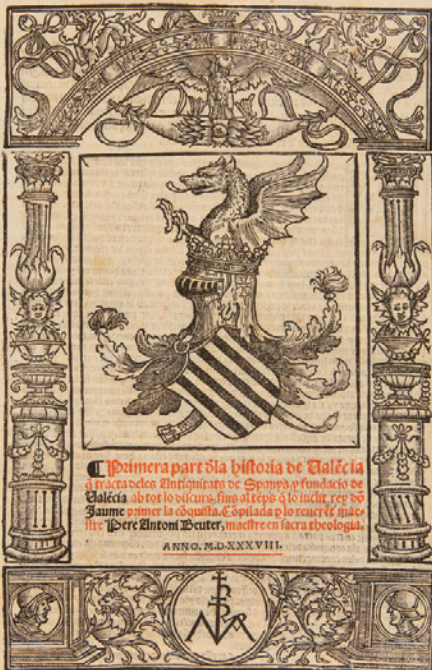 ¶ Primera part d̄la historia de Ualẽcia
q̄ tracta deles Antiquitats de Spanya, y fundacio de
Ualẽcia ab tot lo discurs, fins al tẽps q̄ lo inclit rey dõ
Jaume primer la cõquista. Cõpilada p lo reuerẽt mae-
stre Pere Antoni Beuter, maestre en sacra theologia.
ANNO. M.D.XXXVIII.